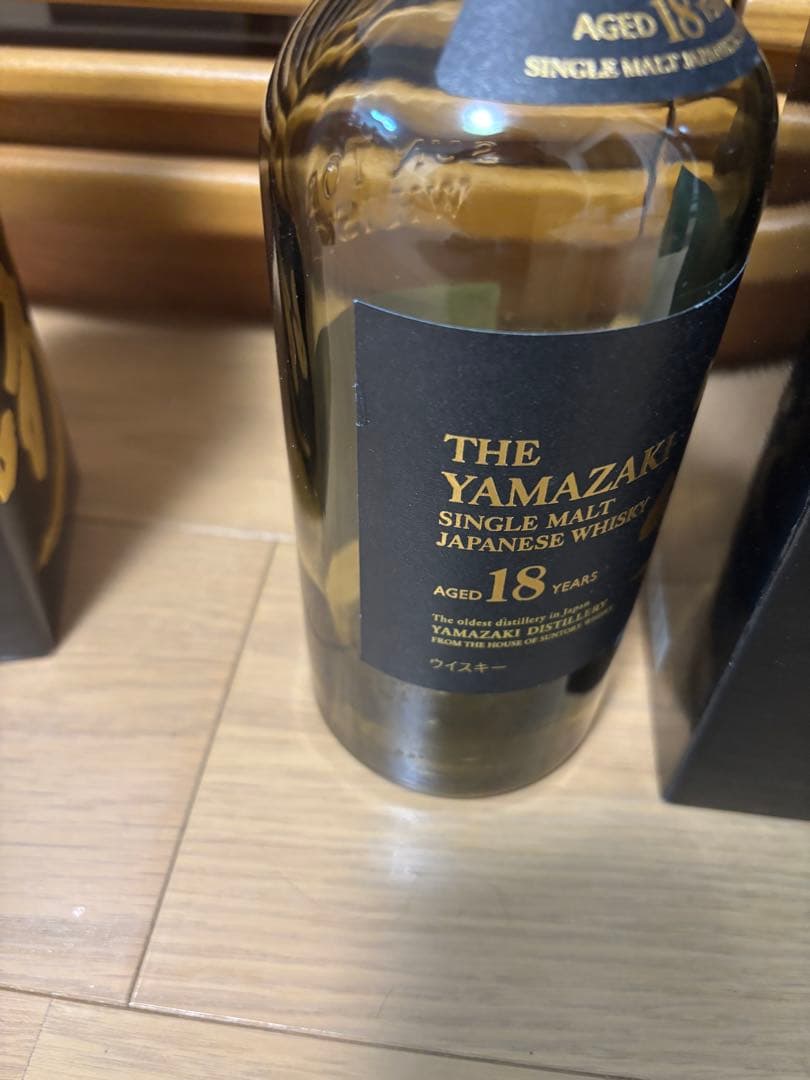 AGED 18
SINGLE MALT JAPANESE
THE
YAMAZAKI
SINGLE MALT
JAPANESE WHISKY
AGED 18 YEARS
The oldest distillery in Japan
YAMAZAKI DISTILLERY
FROM THE HOUSE OF SUNTORY WHISKY
ウイスキー